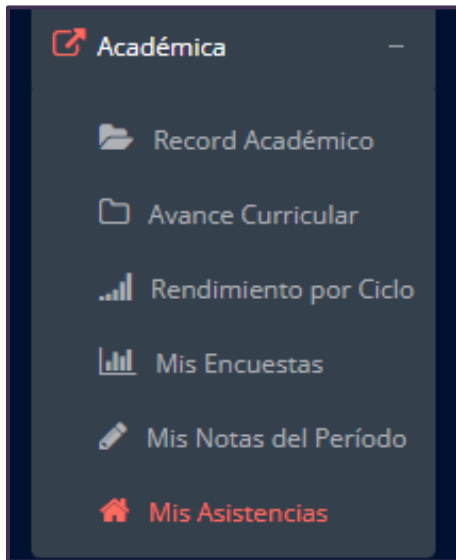 Académica
Record Académico
Avance Curricular
Rendimiento por Ciclo
Mis Encuestas
Mis Notas del Período
Mis Asistencias